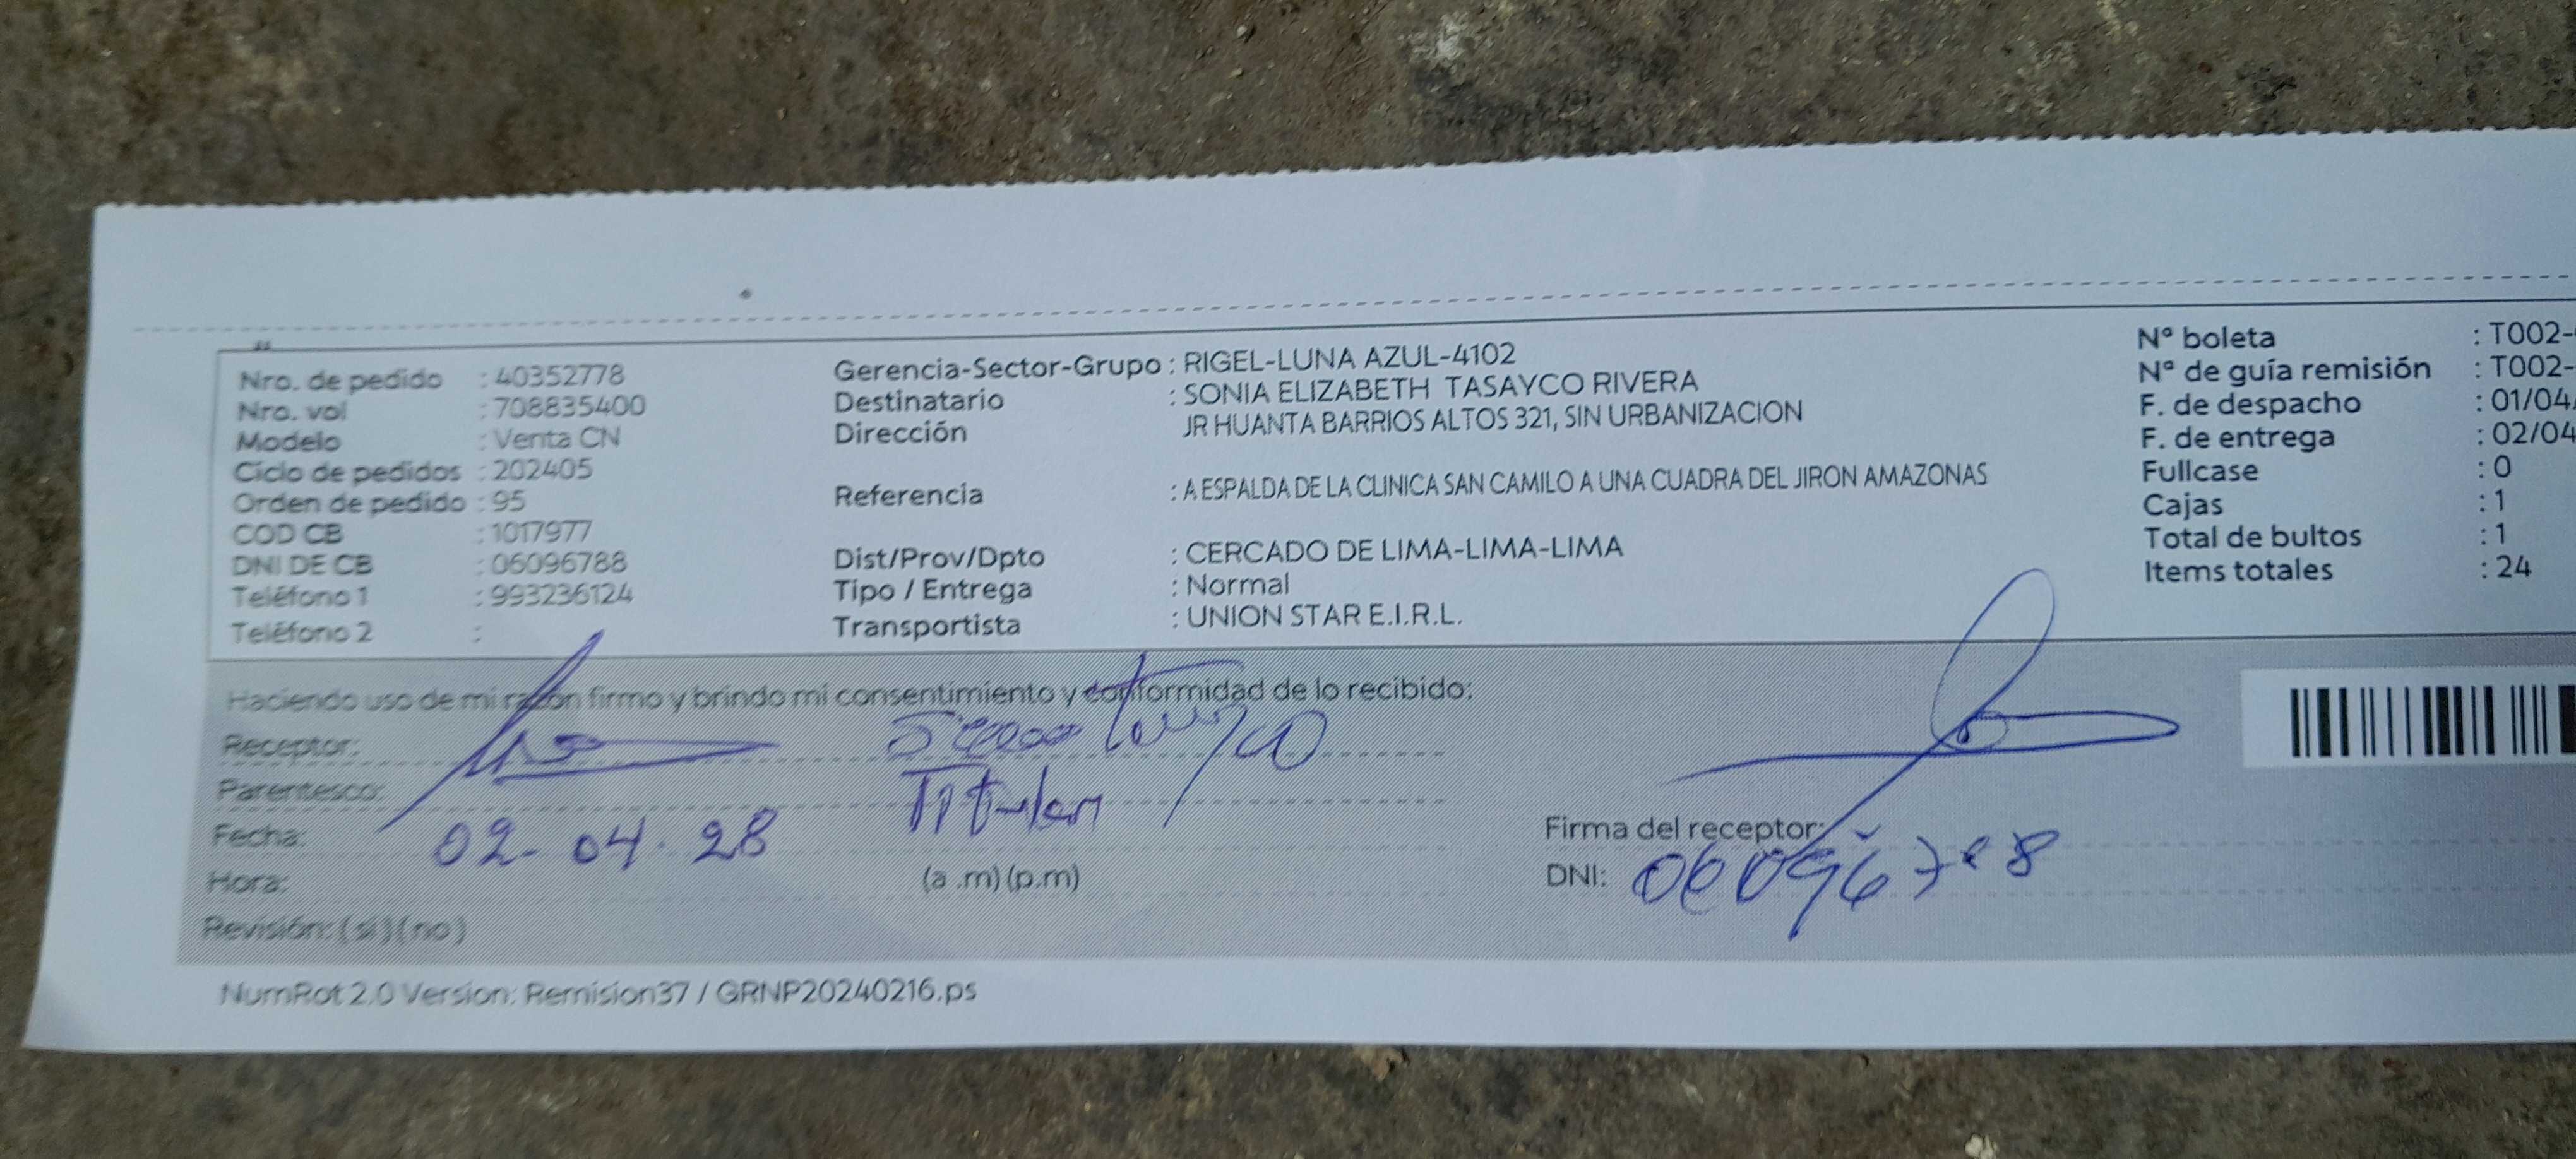 Nro. de pedido : 40352778
Nro. vol : 708835400
Modelo : Venta CN
Ciclo de pedidos : 202405
Orden de pedido : 95
COD CB : 1017977
DNI DE CB : 06096788
Teléfono 1 : 993236124
Teléfono 2 :
Gerencia-Sector-Grupo : RIGEL-LUNA AZUL-4102
Destinatario : SONIA ELIZABETH TASAYCO RIVERA
Dirección JR HUANTA BARRIOS ALTOS 321, SIN URBANIZACION
Referencia : A ESPALDA DE LA CLINICA SAN CAMILO A UNA CUADRA DEL JIRON AMAZONAS
Dist/Prov/Dpto : CERCADO DE LIMA-LIMA-LIMA
Tipo / Entrega : Normal
Transportista : UNION STAR E.I.R.L.
Nº boleta : T002-
Nº de guía remisión : T002-
F. de despacho : 01/04/
F. de entrega : 02/04
Fullcase : 0
Cajas : 1
Total de bultos : 1
Items totales : 24
Haciendo uso de mi razón firmo y brindo mi consentimiento y conformidad de lo recibido:
Receptor:
Parentesco: Titular
Fecha: 02-04-28
Hora: (a .m) (p.m)
Revisión: (si) (no)
Firma del receptor:
DNI: 06096788
NumRot 2.0 Version: Remision37 / GRNP20240216.ps